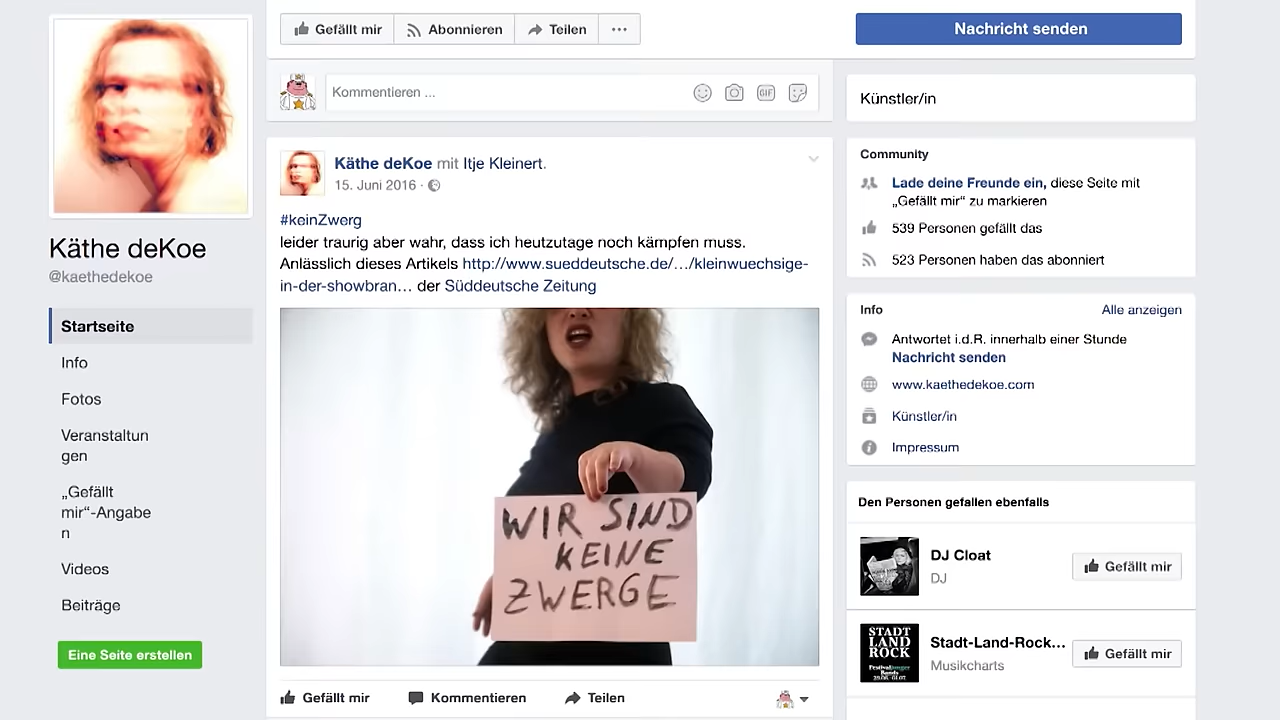 Gefällt mir
Abonnieren
Teilen
Nachricht senden
Kommentieren ...
GIF
Käthe deKoe
@kaethedekoe
Startseite
Info
Fotos
Veranstaltun
gen
„Gefällt
mir“-Angabe
n
Videos
Beiträge
Eine Seite erstellen
Käthe deKoe mit Itje Kleinert.
15. Juni 2016 ·
#keinZwerg
leider traurig aber wahr, dass ich heutzutage noch kämpfen muss.
Anlässlich dieses Artikels http://www.sueddeutsche.de/…/kleinwuechsige-
in-der-showbran… der Süddeutsche Zeitung
WIR SIND
KEINE
ZWERGE
Gefällt mir
Kommentieren
Teilen
Künstler/in
Community
Lade deine Freunde ein, diese Seite mit
„Gefällt mir“ zu markieren
539 Personen gefällt das
523 Personen haben das abonniert
Info
Alle anzeigen
Antwortet i.d.R. innerhalb einer Stunde
Nachricht senden
www.kaethedekoe.com
Künstler/in
Impressum
Den Personen gefallen ebenfalls
DJ Cloat
DJ
Gefällt mir
STADT
LAND
ROCK
Stadt-Land-Rock...
Musikcharts
Gefällt mir